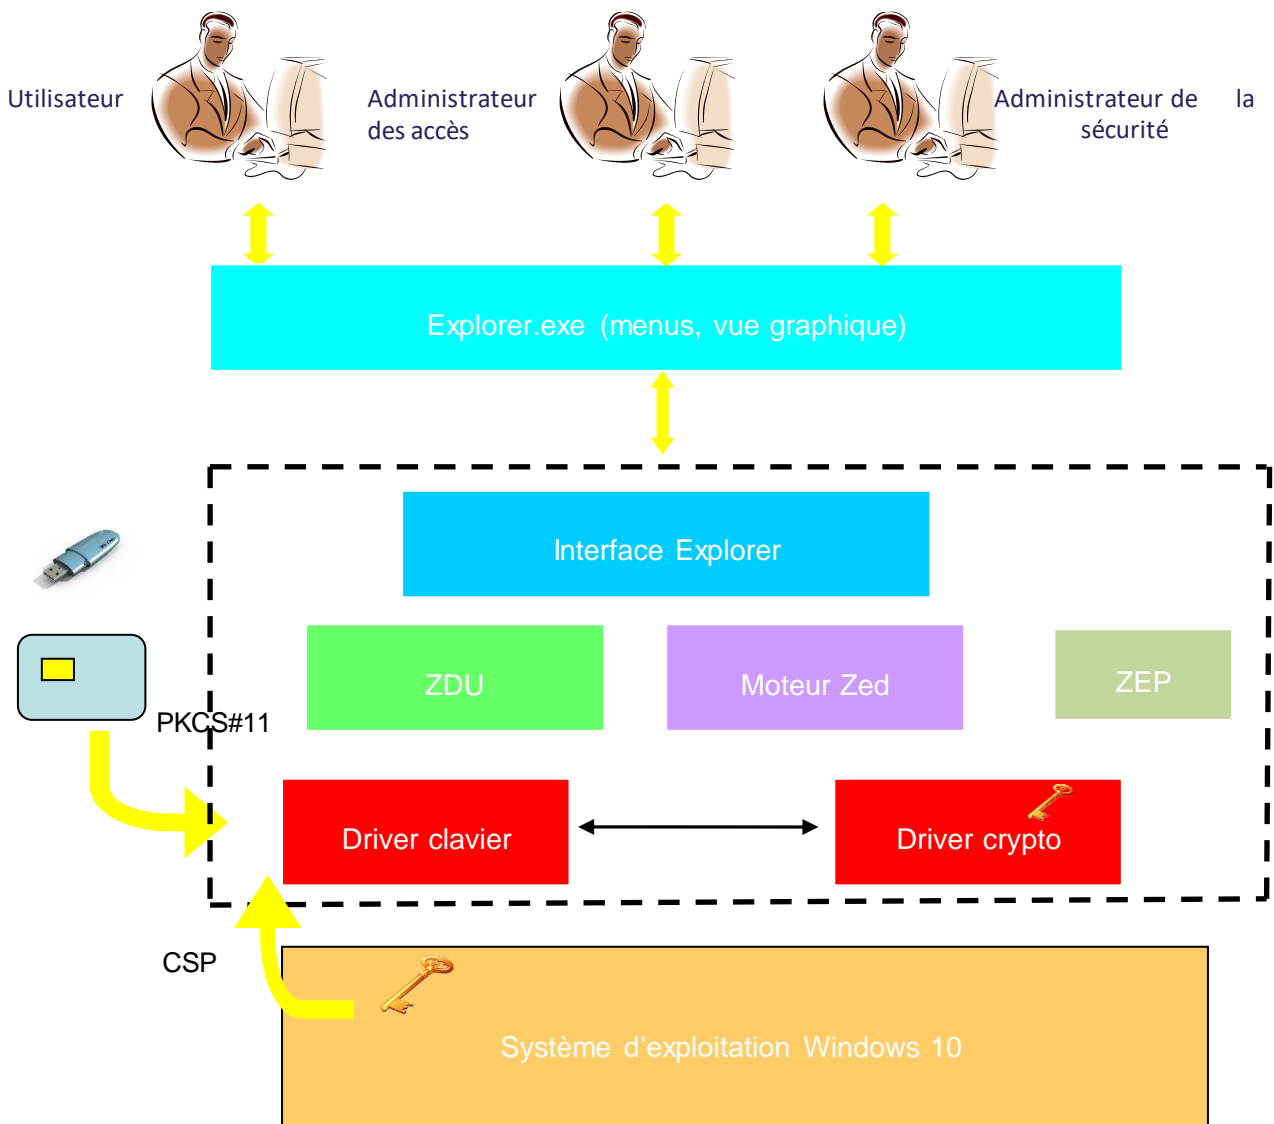 Utilisateur
Administrateur
des accès
Administrateur de la
sécurité
Explorer.exe (menus, vue graphique)
Interface Explorer
ZDU
Moteur Zed
ZEP
PKCS#11
Driver clavier
Driver crypto
CSP
Système d’exploitation Windows 10